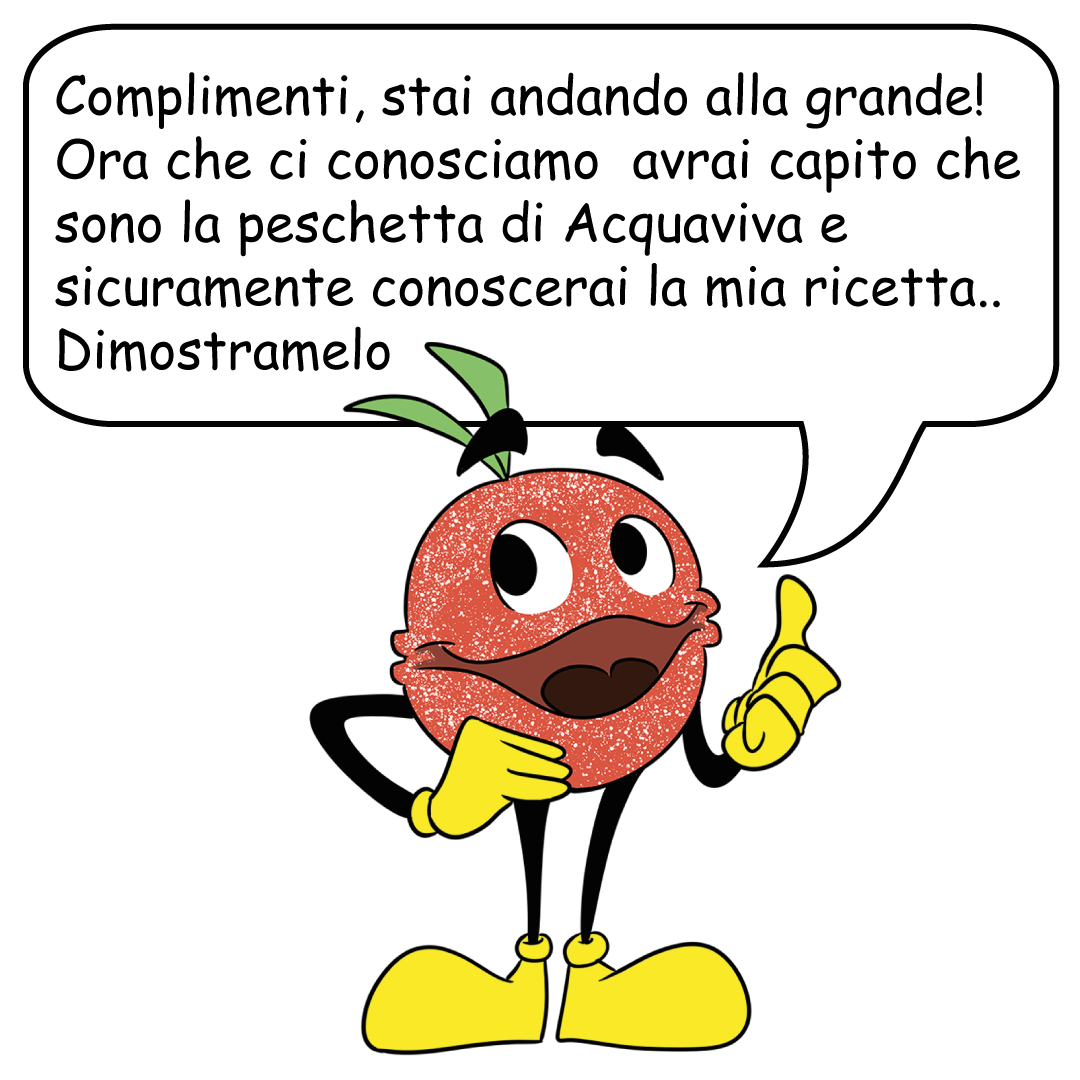 Complimenti, stai andando alla grande!
Ora che ci conosciamo  avrai capito che
sono la peschetta di Acquaviva e
sicuramente conoscerai la mia ricetta..
Dimostramelo